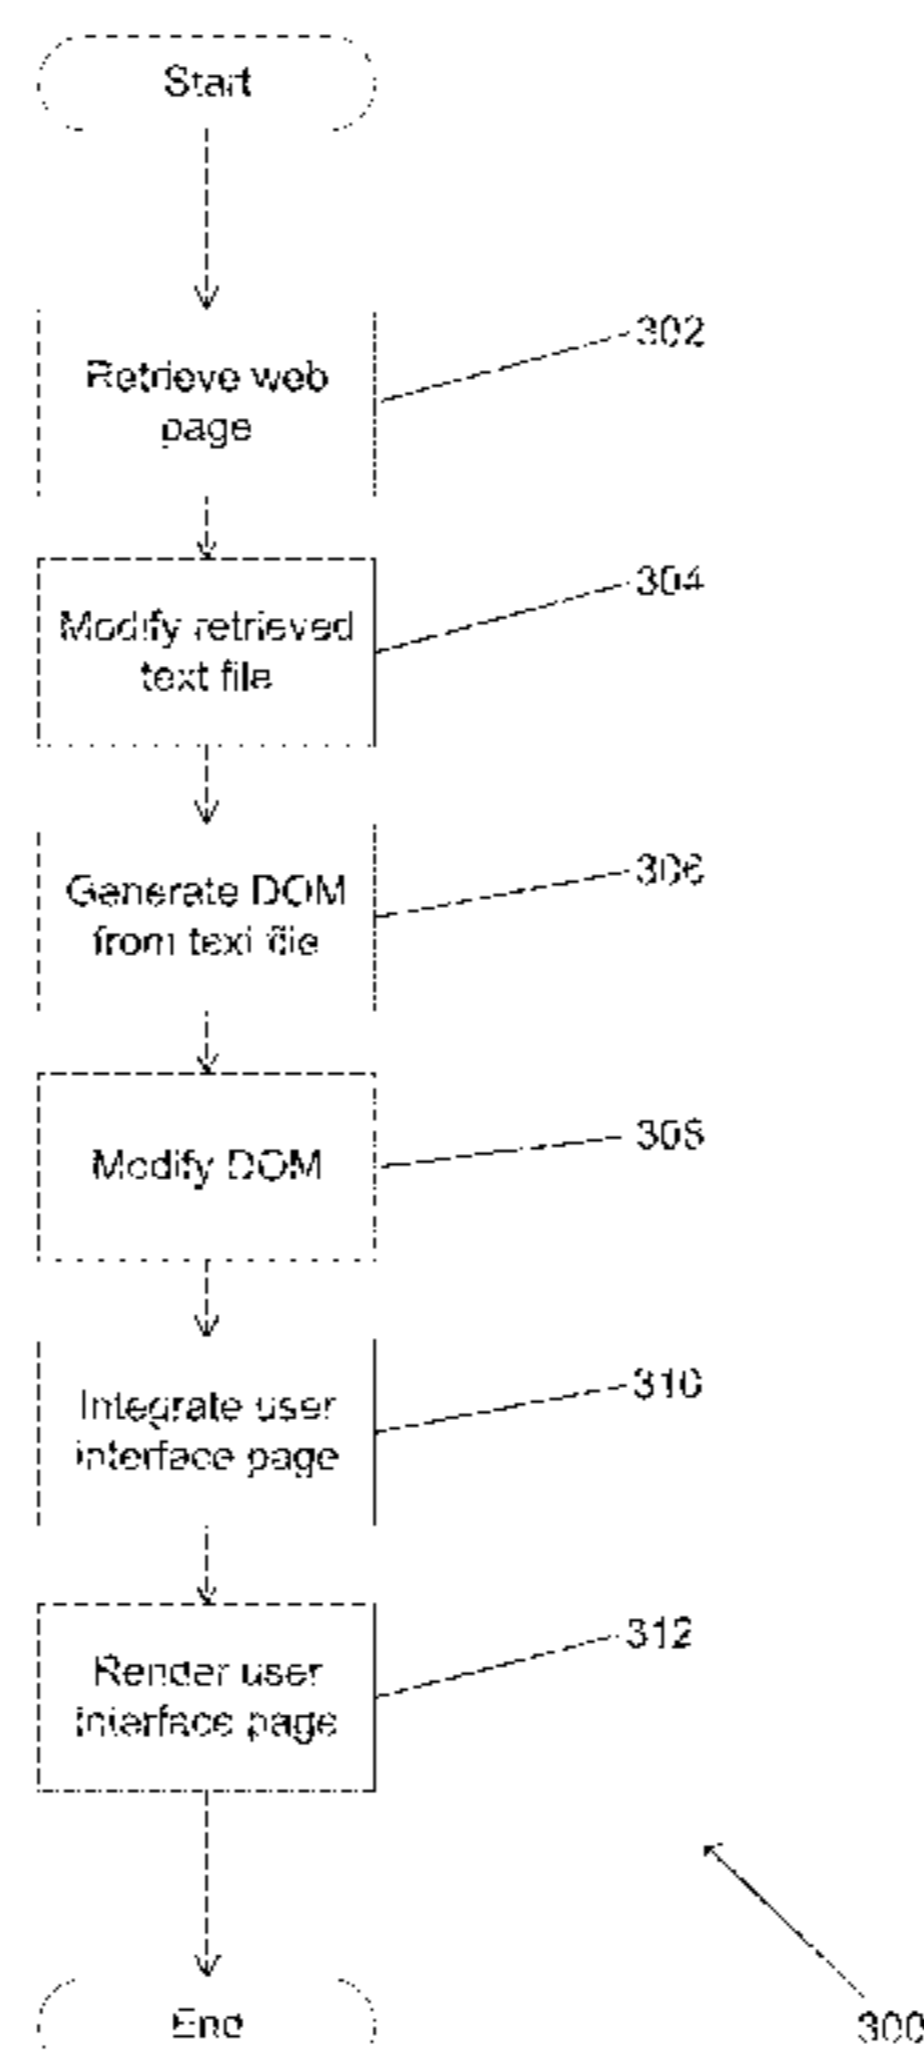 Start
302
Retrieve web
page
304
Modify retrieved
text file
306
Generate DOM
from text file
308
Modify DOM
310
Integrate user
interface page
312
Render user
interface page
End
300